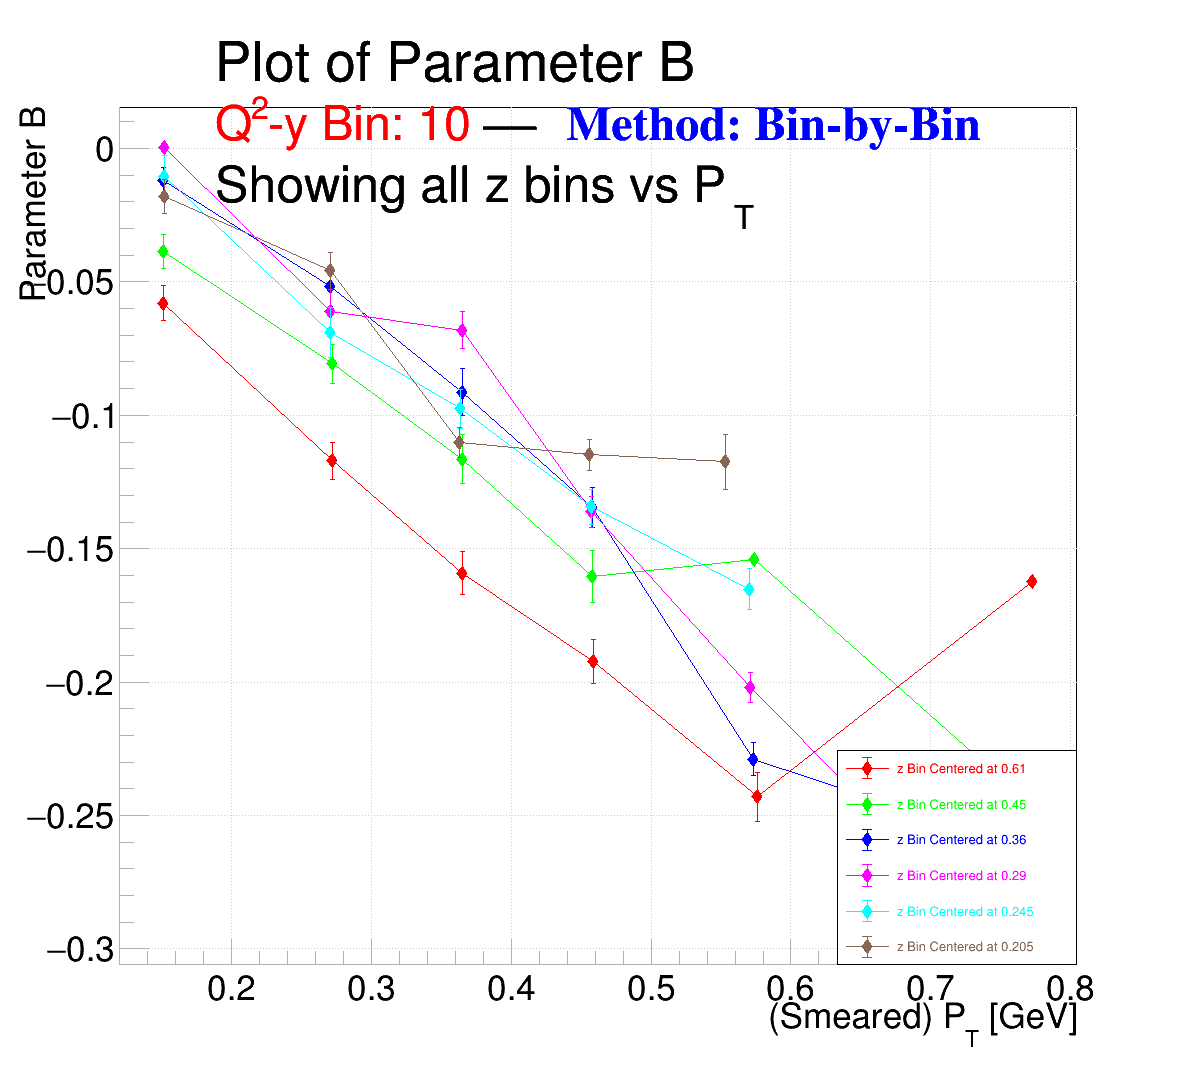 Plot of Parameter B
Q²-y Bin: 10 — Method: Bin-by-Bin
Showing all z bins vs P_T
Parameter B
0
0.05
−0.1
−0.15
−0.2
−0.25
−0.3
z Bin Centered at 0.61
z Bin Centered at 0.45
z Bin Centered at 0.36
z Bin Centered at 0.29
z Bin Centered at 0.245
z Bin Centered at 0.205
0.2 0.3 0.4 0.5 0.6 0.7 0.8
(Smeared) P_T [GeV]